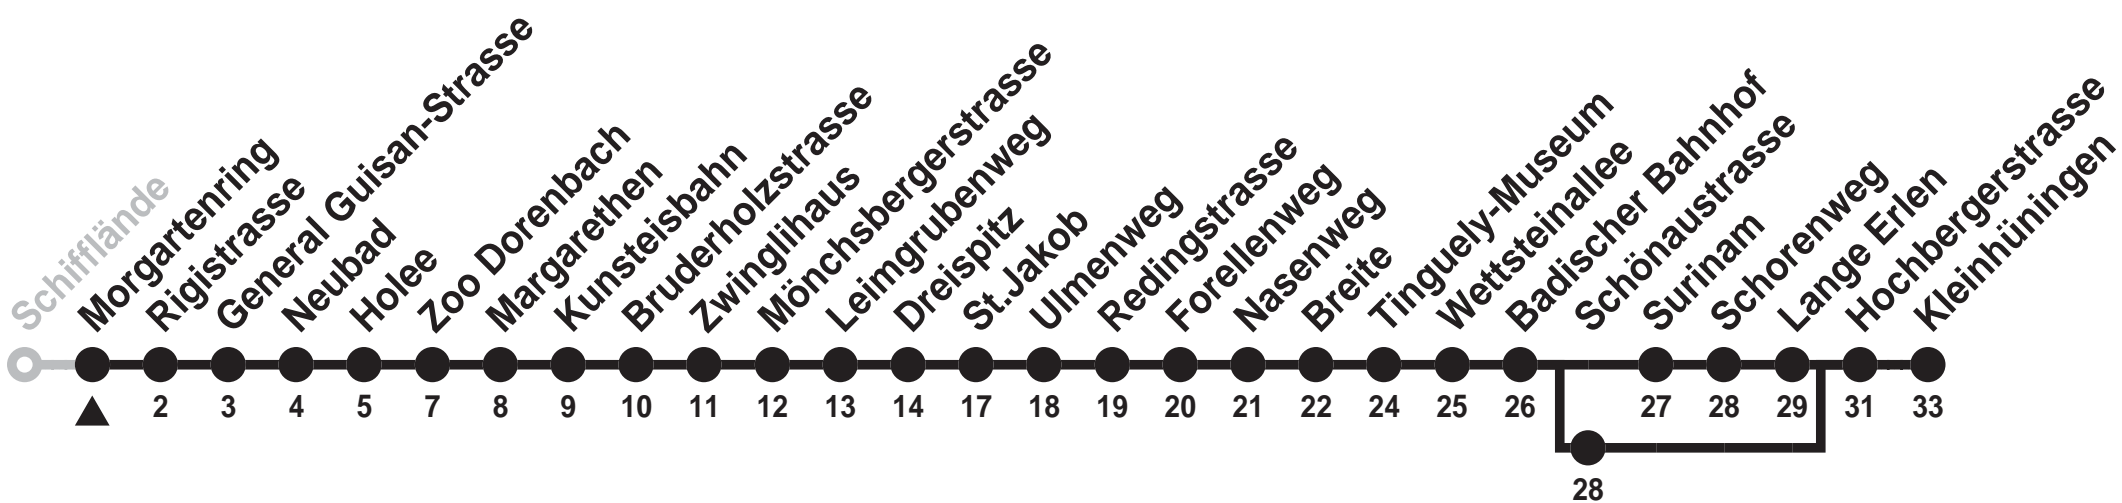 Schifflände
Morgartenring
Rigistrasse
General Guisan-Strasse
Neubad
Holee
Zoo Dorenbach
Margarethen
Kunsteisbahn
Bruderholzstrasse
Zwinglihaus
Mönchsbergerstrasse
Leimgrubenweg
Dreispitz
St.Jakob
Ulmenweg
Redingstrasse
Forellenweg
Nasenweg
Breite
Tinguely-Museum
Wettsteinallee
Badischer Bahnhof
Schönaustrasse
Surinam
Schorenweg
Lange Erlen
Hochbergerstrasse
Kleinhüningen
2 3 4 5 7 8 9 10 11 12 13 14 17 18 19 20 21 22 24 25 26 27 28 29 31 33
28